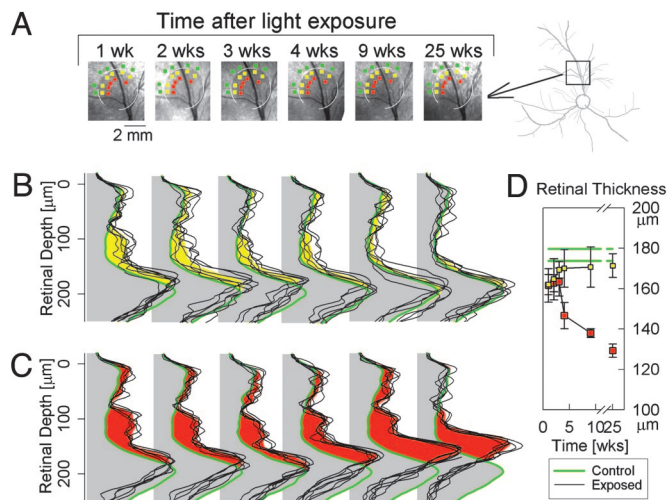 A
Time after light exposure
1 wk 2 wks 3 wks 4 wks 9 wks 25 wks
2 mm
B
Retinal Depth [µm]
0
100
200
C
Retinal Depth [µm]
0
100
200
D
Retinal Thickness
200
µm
180
160
140
120
100
µm
0 5 10 25
Time [wks]
Control
Exposed